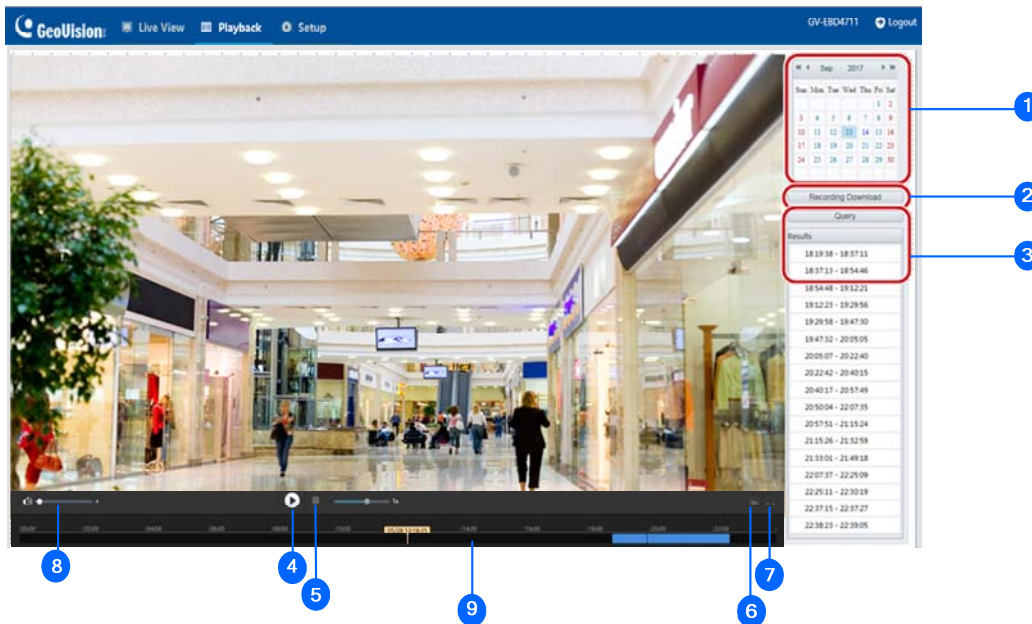 GeoVision
Live View
Playback
Setup
GV-EBD4711
Logout
Sep 2017
Sun Mon Tue Wed Thu Fri Sat
1 2
3 4 5 6 7 8 9
10 11 12 13 14 15 16
17 18 19 20 21 22 23
24 25 26 27 28 29 30
1
Recording Download
2
Query
Results
3
18:19:58 - 18:37:11
18:37:13 - 18:54:46
18:54:48 - 19:12:21
19:12:23 - 19:29:56
19:29:58 - 19:47:30
19:47:32 - 20:05:05
20:05:07 - 20:22:40
20:22:42 - 20:40:15
20:40:17 - 20:57:49
20:50:04 - 22:07:35
20:57:51 - 21:15:24
21:15:26 - 21:32:59
21:33:01 - 21:49:18
22:07:37 - 22:25:09
22:25:11 - 22:30:19
22:37:15 - 22:37:27
22:38:23 - 22:39:05
1x
00:00 02:00 04:00 06:00 08:00 10:00 14:00 16:00 18:00 20:00 22:00
8
4
5
9
6
7